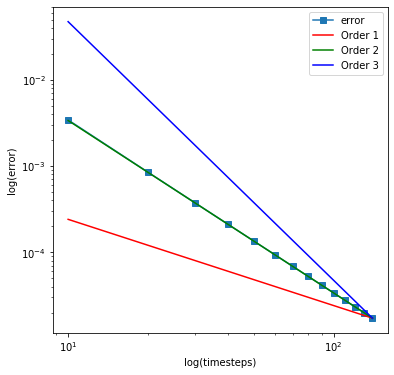 error
Order 1
Order 2
Order 3
10⁻²
10⁻³
10⁻⁴
log(error)
10¹
10²
log(timesteps)